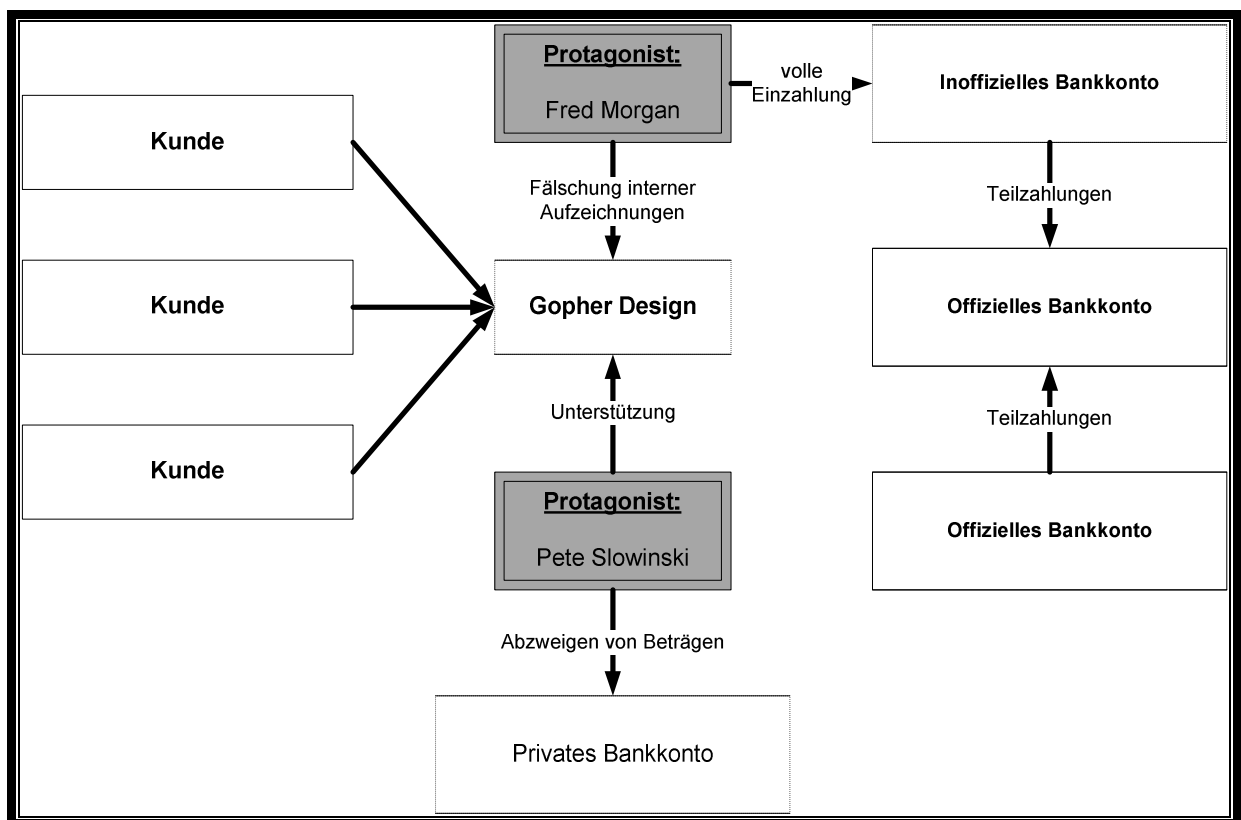 Protagonist:
Fred Morgan
volle
Einzahlung
Inoffizielles Bankkonto
Kunde
Fälschung interner
Aufzeichnungen
Teilzahlungen
Kunde
Gopher Design
Offizielles Bankkonto
Unterstützung
Teilzahlungen
Kunde
Protagonist:
Pete Slowinski
Offizielles Bankkonto
Abzweigen von Beträgen
Privates Bankkonto